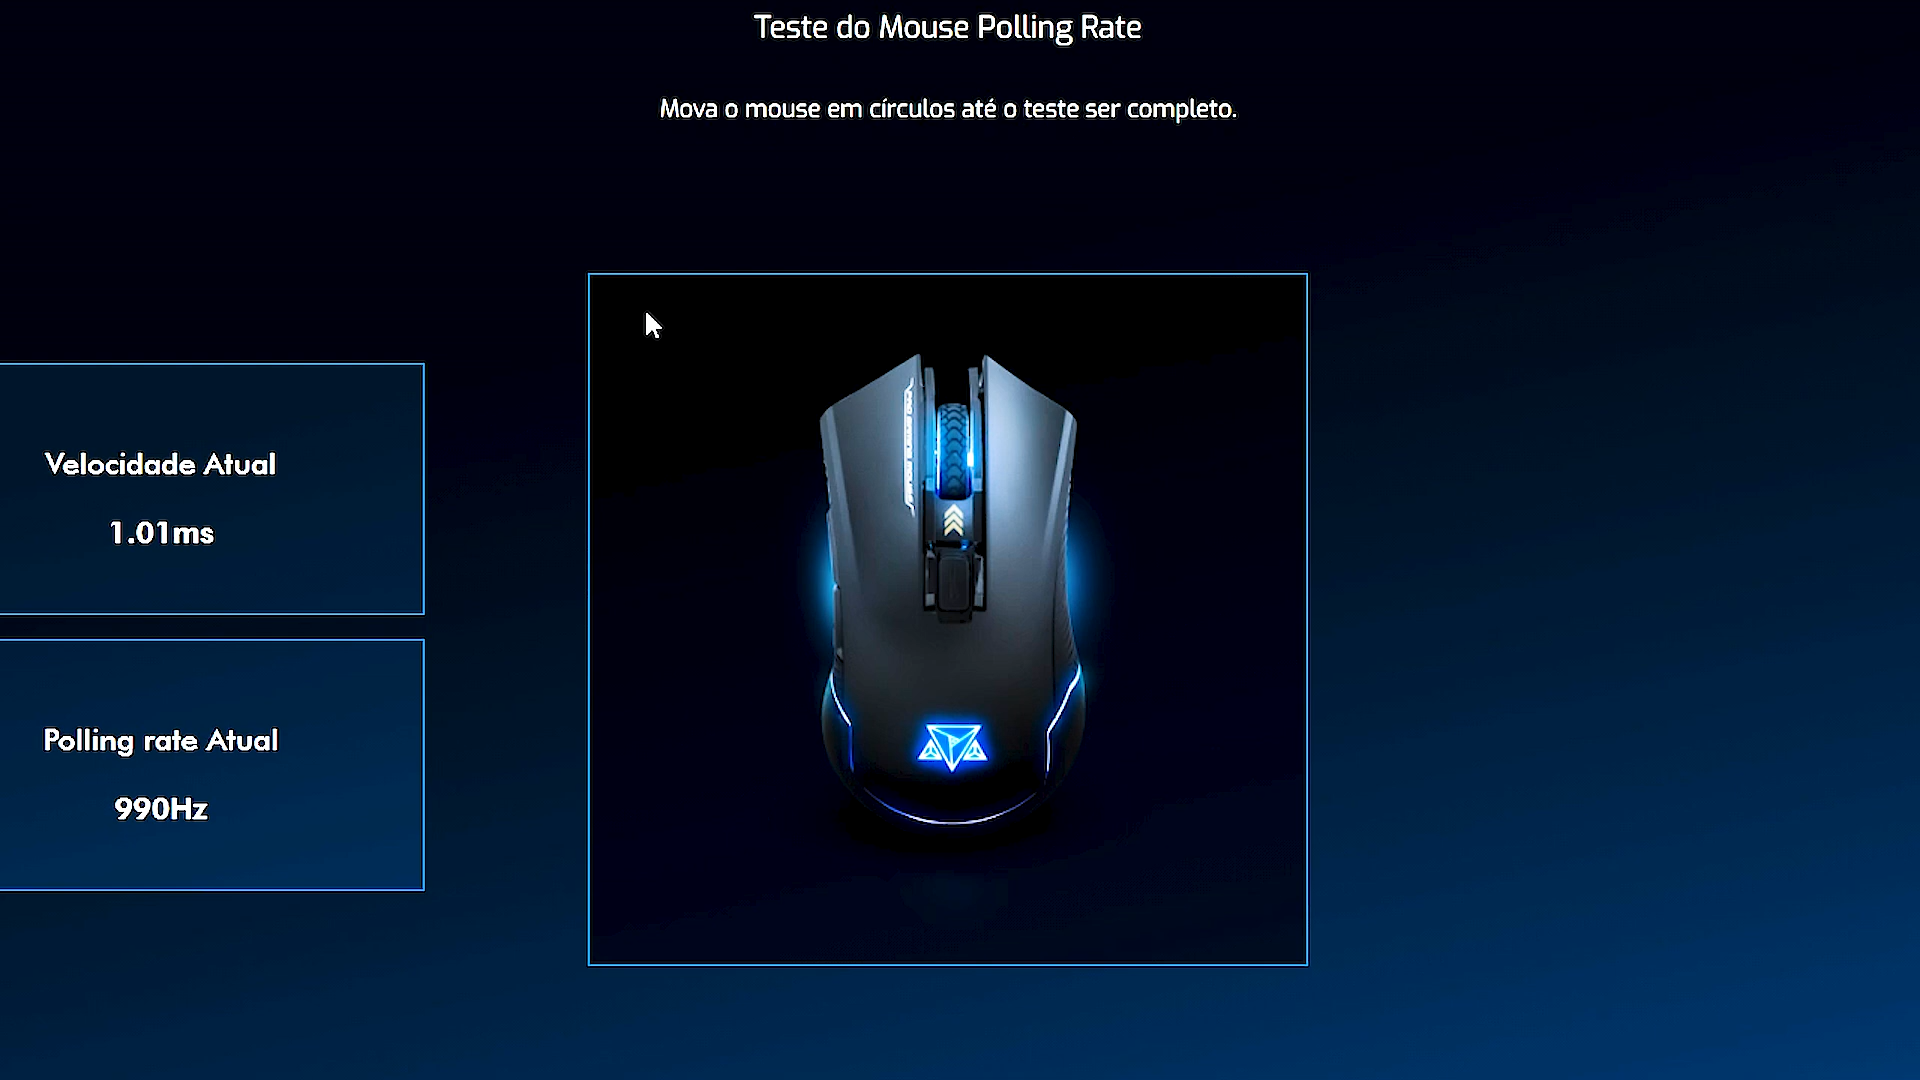 Teste do Mouse Polling Rate
Mova o mouse em círculos até o teste ser completo.
Velocidade Atual
1.01ms
Polling rate Atual
990Hz